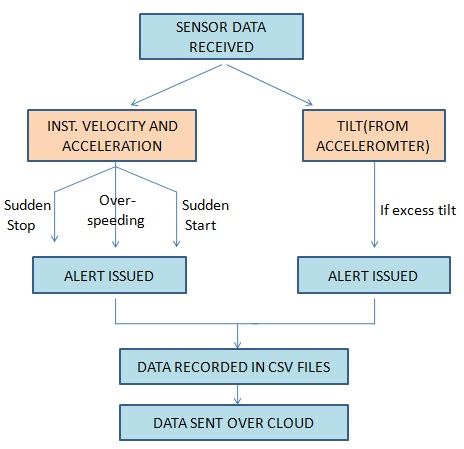 SENSOR DATA
RECEIVED
INST. VELOCITY AND
ACCELERATION
TILT(FROM
ACCELEROMTER)
Sudden
Stop
Over-
speeding
Sudden
Start
If excess tilt
ALERT ISSUED
ALERT ISSUED
DATA RECORDED IN CSV FILES
DATA SENT OVER CLOUD